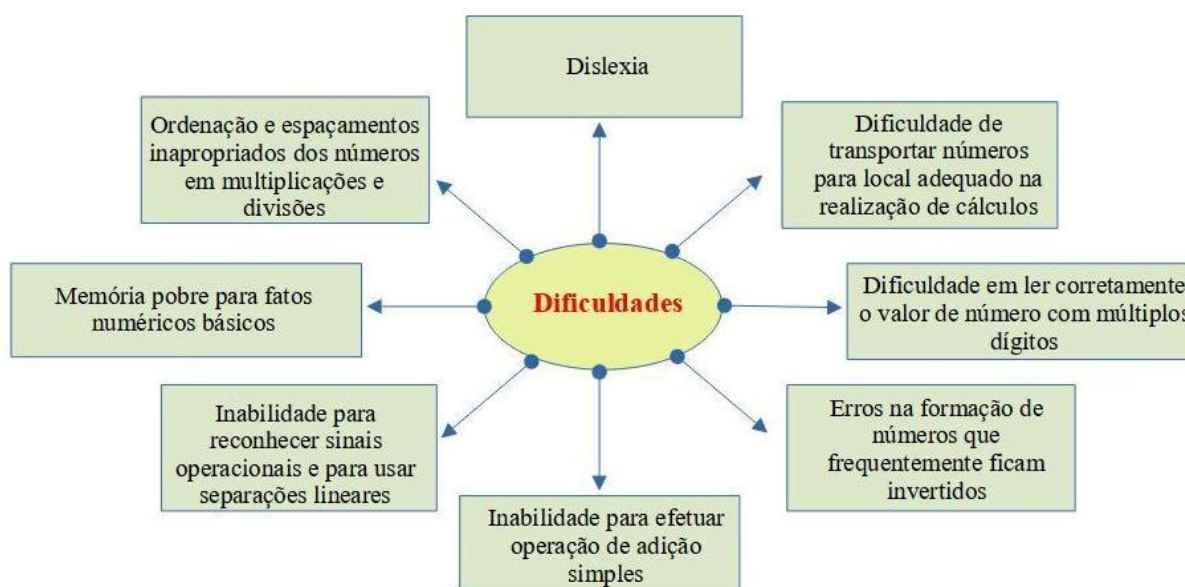 Dislexia
Ordenação e espaçamentos
inapropriados dos números
em multiplicações e
divisões
Dificuldade de
transportar números
para local adequado na
realização de cálculos
Memória pobre para fatos
numéricos básicos
Dificuldades
Dificuldade em ler corretamente
o valor de número com múltiplos
dígitos
Inabilidade para
reconhecer sinais
operacionais e para usar
separações lineares
Erros na formação de
números que
frequentemente ficam
invertidos
Inabilidade para efetuar
operação de adição
simples